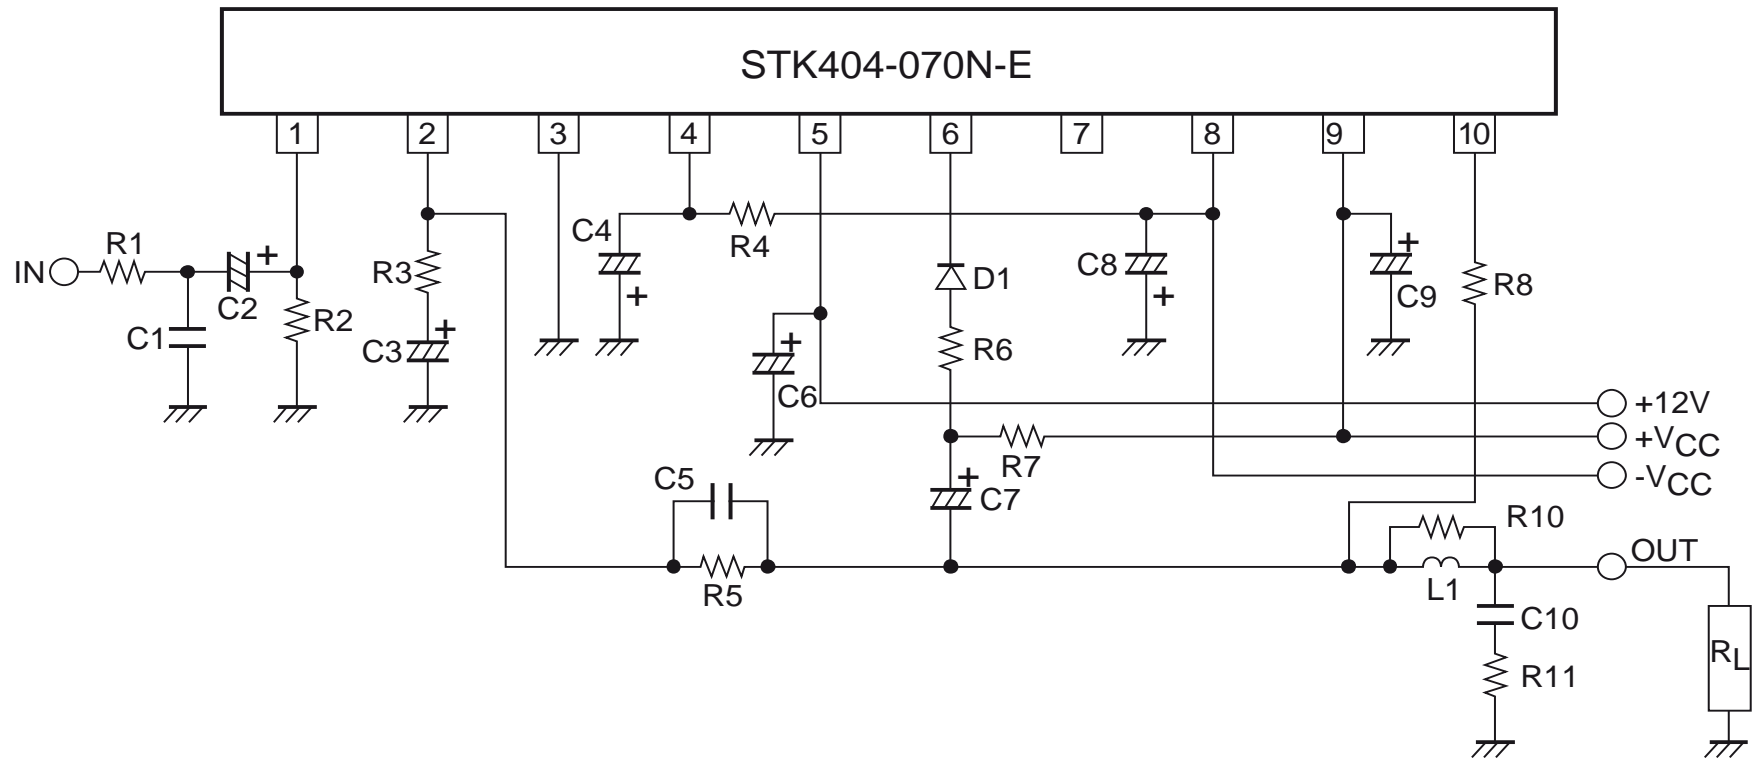 STK404-070N-E
1 2 3 4 5 6 7 8 9 10
IN
R1
C1
C2
+
R2
R3
C3
+
C4
+
R4
C6
+
D1
R6
C8
+
C9
+
R8
+12V
+VCC
-VCC
R7
C7
+
C5
R5
R10
L1
OUT
C10
R11
RL